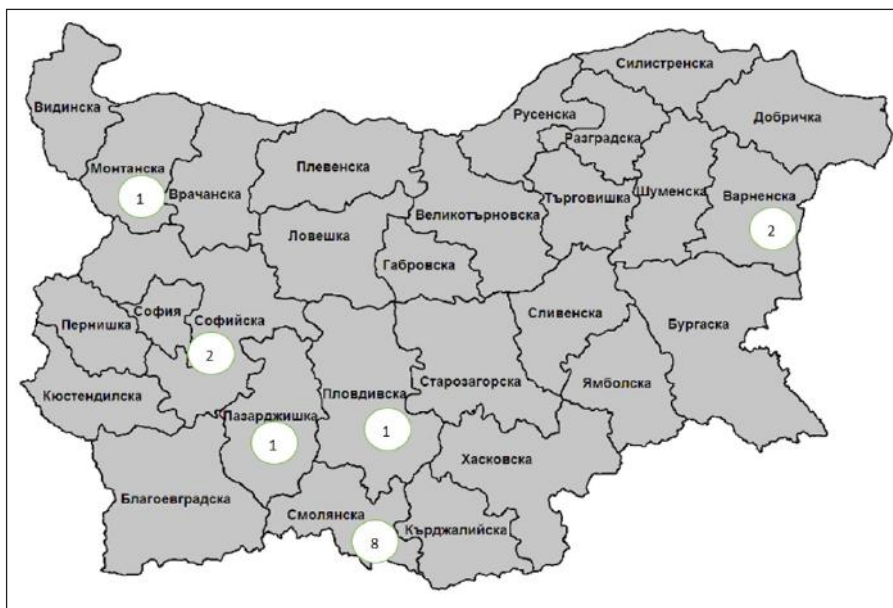 Силистренска
Видинска
Русенска
Добричка
Разградска
Монтанска
Плевенска
1
Врачанска
Търговишка
Шуменска
Варненска
Великотърновска
2
Ловешка
Габровска
София
Софийска
Сливенска
Пернишка
Бургаска
2
Старозагорска
Ямболска
Кюстендилска
Пловдивска
Пазарджишка
1
1
Хасковска
Благоевградска
Смолянска
Кърджалийска
8